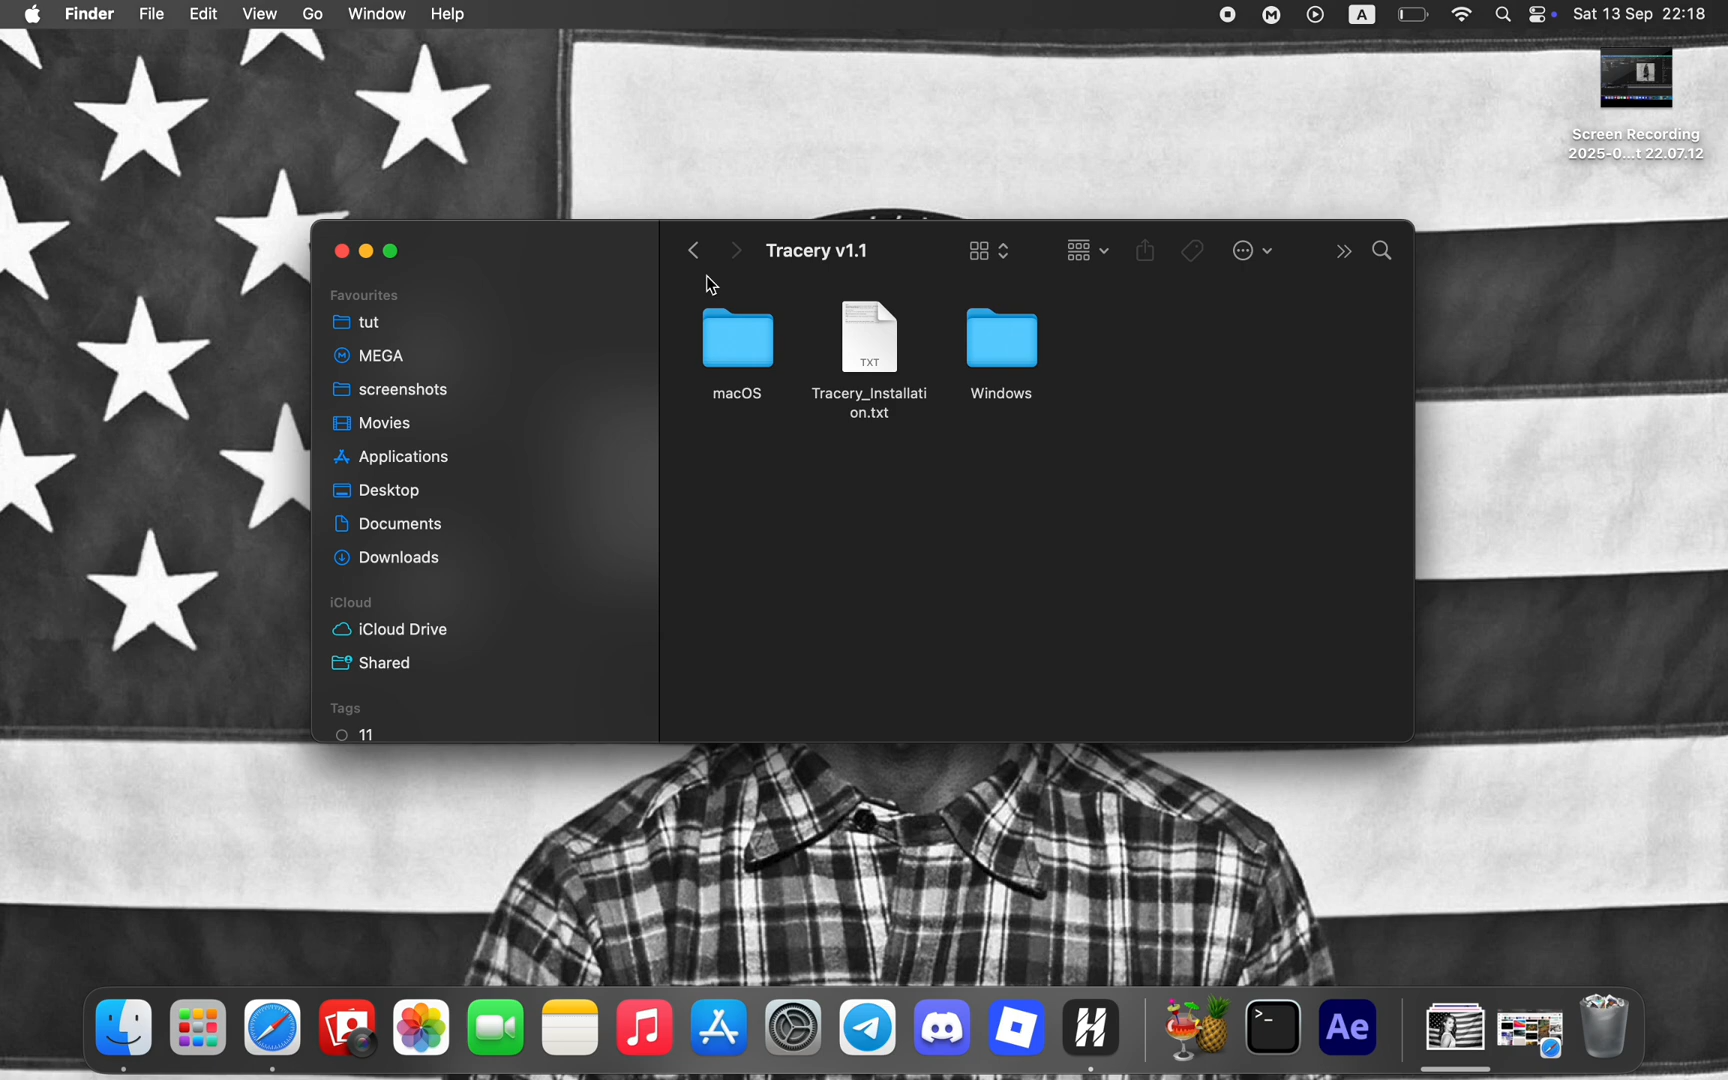 Finder File Edit View Go Window Help
A
Sat 13 Sep 22:18
Screen Recording
2025-0...t 22.07.12
Tracery v1.1
Favourites
tut
MEGA
screenshots
Movies
Applications
Desktop
Documents
Downloads
iCloud
iCloud Drive
Shared
Tags
11
TXT
macOS
Tracery_Installati
on.txt
Windows
Ae